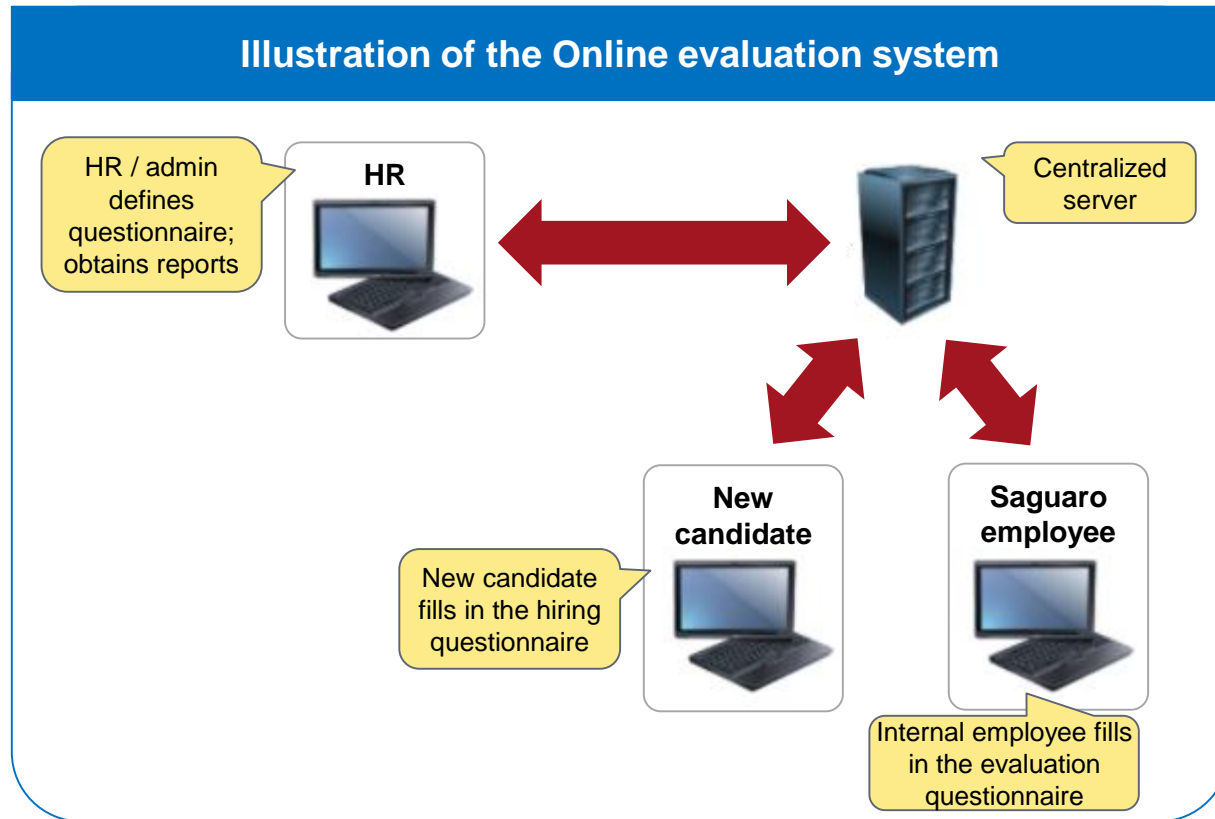 Illustration of the Online evaluation system
HR / admin
defines
questionnaire;
obtains reports
HR
Centralized
server
New
candidate
Saguaro
employee
New candidate
fills in the hiring
questionnaire
Internal employee fills
in the evaluation
questionnaire